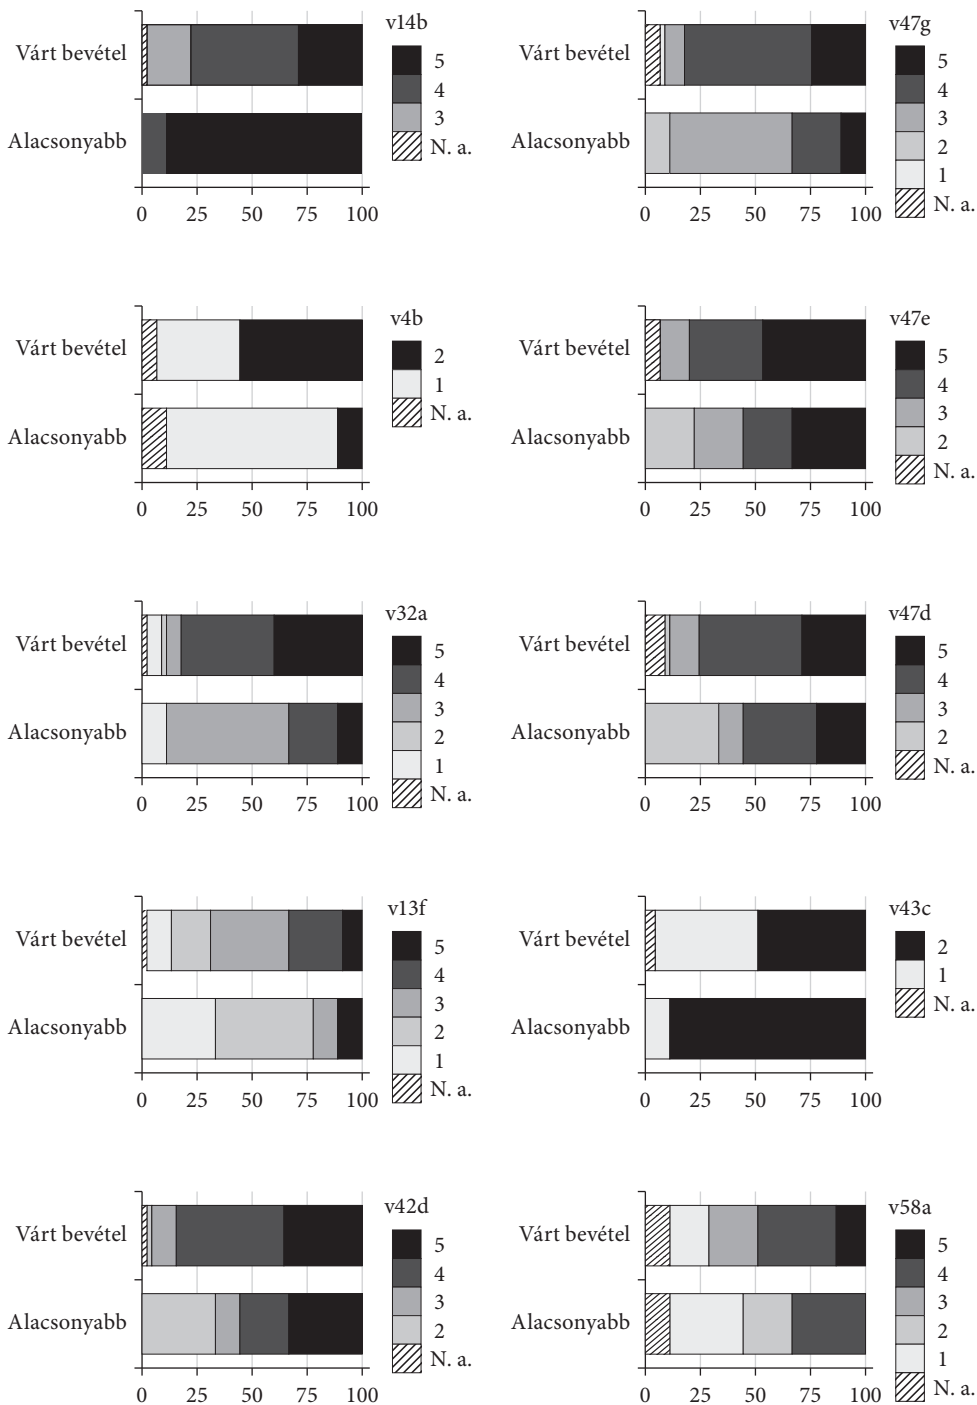 v14b
Várt bevétel
Alacsonyabb
5
4
3
N. a.
0 25 50 75 100
v47g
Várt bevétel
Alacsonyabb
5
4
3
2
1
N. a.
0 25 50 75 100
v4b
Várt bevétel
Alacsonyabb
2
1
N. a.
0 25 50 75 100
v47e
Várt bevétel
Alacsonyabb
5
4
3
2
N. a.
0 25 50 75 100
v32a
Várt bevétel
Alacsonyabb
5
4
3
2
1
N. a.
0 25 50 75 100
v47d
Várt bevétel
Alacsonyabb
5
4
3
2
N. a.
0 25 50 75 100
v13f
Várt bevétel
Alacsonyabb
5
4
3
2
1
N. a.
0 25 50 75 100
v43c
Várt bevétel
Alacsonyabb
2
1
N. a.
0 25 50 75 100
v42d
Várt bevétel
Alacsonyabb
5
4
3
2
N. a.
0 25 50 75 100
v58a
Várt bevétel
Alacsonyabb
5
4
3
2
1
N. a.
0 25 50 75 100